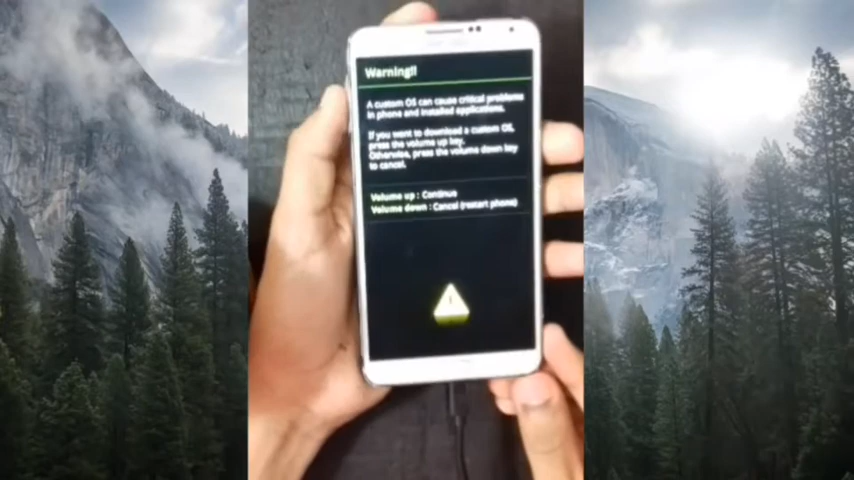 Warning!!
A custom OS can cause critical problems
in phone and installed applications.
If you want to download a custom OS,
press the volume up key.
Otherwise, press the volume down key
to cancel.
Volume up : Continue
Volume down : Cancel (restart phone)